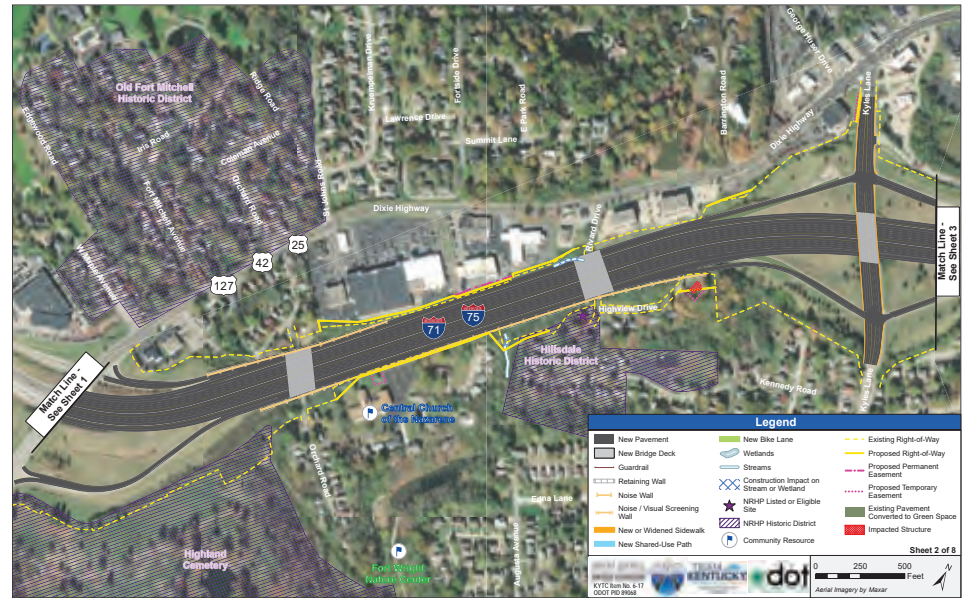 Old Fort Mitchell
Historic District
Edgewood Road
Ridge Road
Iris Road
Coleman Avenue
Orchard Road
Fort Mitchell Avenue
St Johns Road
Kruempelman Drive
Lawrence Drive
Fortside Drive
Summit Lane
E Park Road
Barrington Road
George Huser Drive
Dixie Highway
Kyles Lane
Dixie Highway
Rivard Drive
Match Line -
See Sheet 3
25
42
127
71
75
Highview Drive
Hillsdale
Historic District
Kennedy Road
Kyles Lane
Match Line -
See Sheet 1
Central Church
of the Nazarene
Orchard Road
Edna Lane
Augusta Avenue
Highland
Cemetery
Fort Wright
Nature Center
Legend
New Pavement
New Bridge Deck
Guardrail
Retaining Wall
Noise Wall
Noise / Visual Screening
Wall
New or Widened Sidewalk
New Shared-Use Path
New Bike Lane
Wetlands
Streams
Construction Impact on
Stream or Wetland
NRHP Listed or Eligible
Site
NRHP Historic District
Community Resource
Existing Right-of-Way
Proposed Right-of-Way
Proposed Permanent
Easement
Proposed Temporary
Easement
Existing Pavement
Converted to Green Space
Impacted Structure
Sheet 2 of 8
KYTC Item No. 6-17
ODOT PID 89068
TEAM
KENTUCKY
dot
0 250 500
Feet
N
Aerial Imagery by Maxar